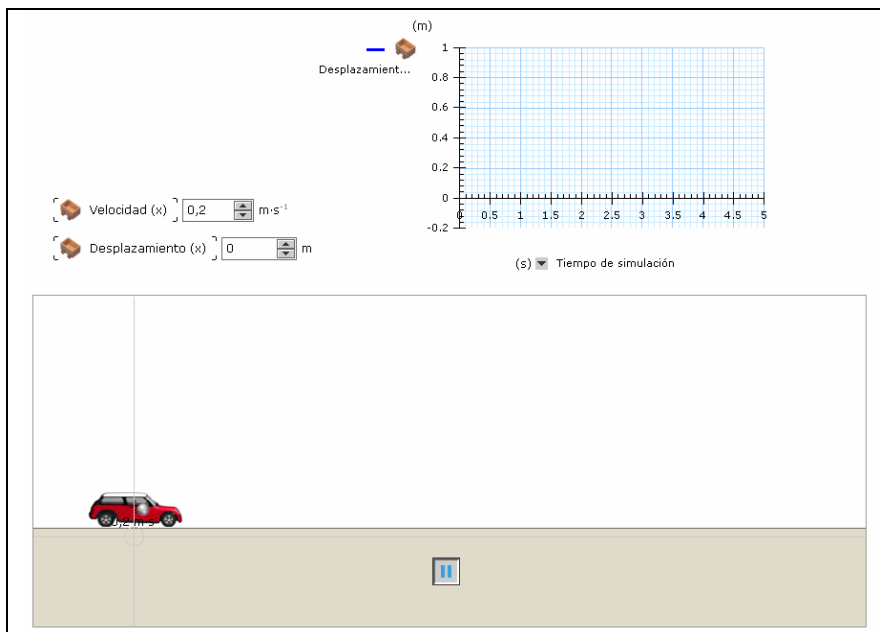 (m)
Desplazamient...
1
0.8
0.6
0.4
0.2
0
-0.2
0 0.5 1 1.5 2 2.5 3 3.5 4 4.5 5
(s) Tiempo de simulación
Velocidad (x) 0,2 m·s⁻¹
Desplazamiento (x) 0 m
0,2 m·s